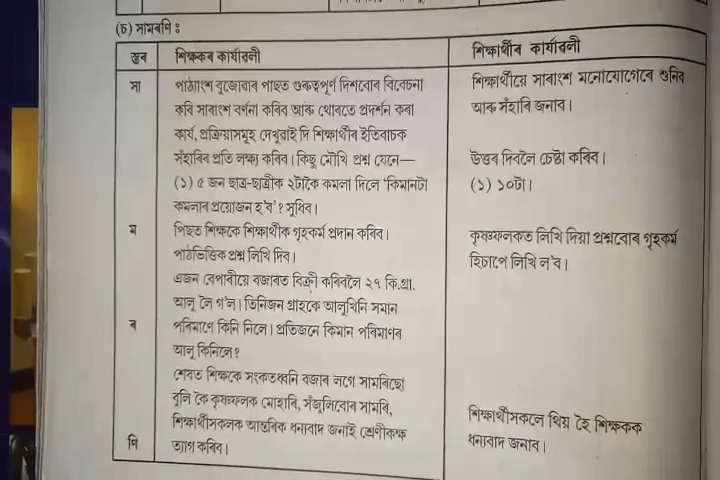 (চ) সামৰণি :
স্তৰ শিক্ষকৰ কাৰ্যাৱলী শিক্ষাৰ্থীৰ কাৰ্যাৱলী
সা পাঠ্যাংশ বুজোৱাৰ পাছত গুৰুত্বপূৰ্ণ দিশবোৰ বিবেচনা
কৰি সাৰাংশ বৰ্ণনা কৰিব আৰু থোৰতে প্ৰদৰ্শন কৰা
কাৰ্য, প্ৰক্ৰিয়াসমূহ দেখুৱাই দি শিক্ষাৰ্থীৰ ইতিবাচক
সঁহাৰিৰ প্ৰতি লক্ষ্য কৰিব। কিছু মৌখি প্ৰশ্ন যেনে—
(১) ৫ জন ছাত্ৰ-ছাত্ৰীক ২টাকৈ কমলা দিলে ‘কিমানটা
কমলাৰ প্ৰয়োজন হ’ব’? সুধিব।
ম পিছত শিক্ষকে শিক্ষাৰ্থীক গৃহকৰ্ম প্ৰদান কৰিব।
পাঠভিত্তিক প্ৰশ্ন লিখি দিব।
এজন বেপাৰীয়ে বজাৰত বিক্ৰী কৰিবলৈ ২৭ কি.গ্ৰা.
আলু লৈ গ’ল। তিনিজন গ্ৰাহকে আলুখিনি সমান
ৰ পৰিমাণে কিনি নিলে। প্ৰতিজনে কিমান পৰিমাণৰ
আলু কিনিলে?
শেষত শিক্ষকে সংকতধ্বনি বজাৰ লগে সামৰিছো
বুলি কৈ কৃষ্ণফলক মোহাৰি, সঁজুলিবোৰ সামৰি,
শিক্ষাৰ্থীসকলক আন্তৰিক ধন্যবাদ জনাই শ্ৰেণীকক্ষ
ণি ত্যাগ কৰিব।
শিক্ষাৰ্থীয়ে সাৰাংশ মনোযোগেৰে শুনিব
আৰু সঁহাৰি জনাব।
উত্তৰ দিবলৈ চেষ্টা কৰিব।
(১) ১০টা।
কৃষ্ণফলকত লিখি দিয়া প্ৰশ্নবোৰ গৃহকৰ্ম
হিচাপে লিখি ল’ব।
শিক্ষাৰ্থীসকলে থিয় হৈ শিক্ষকক
ধন্যবাদ জনাব।